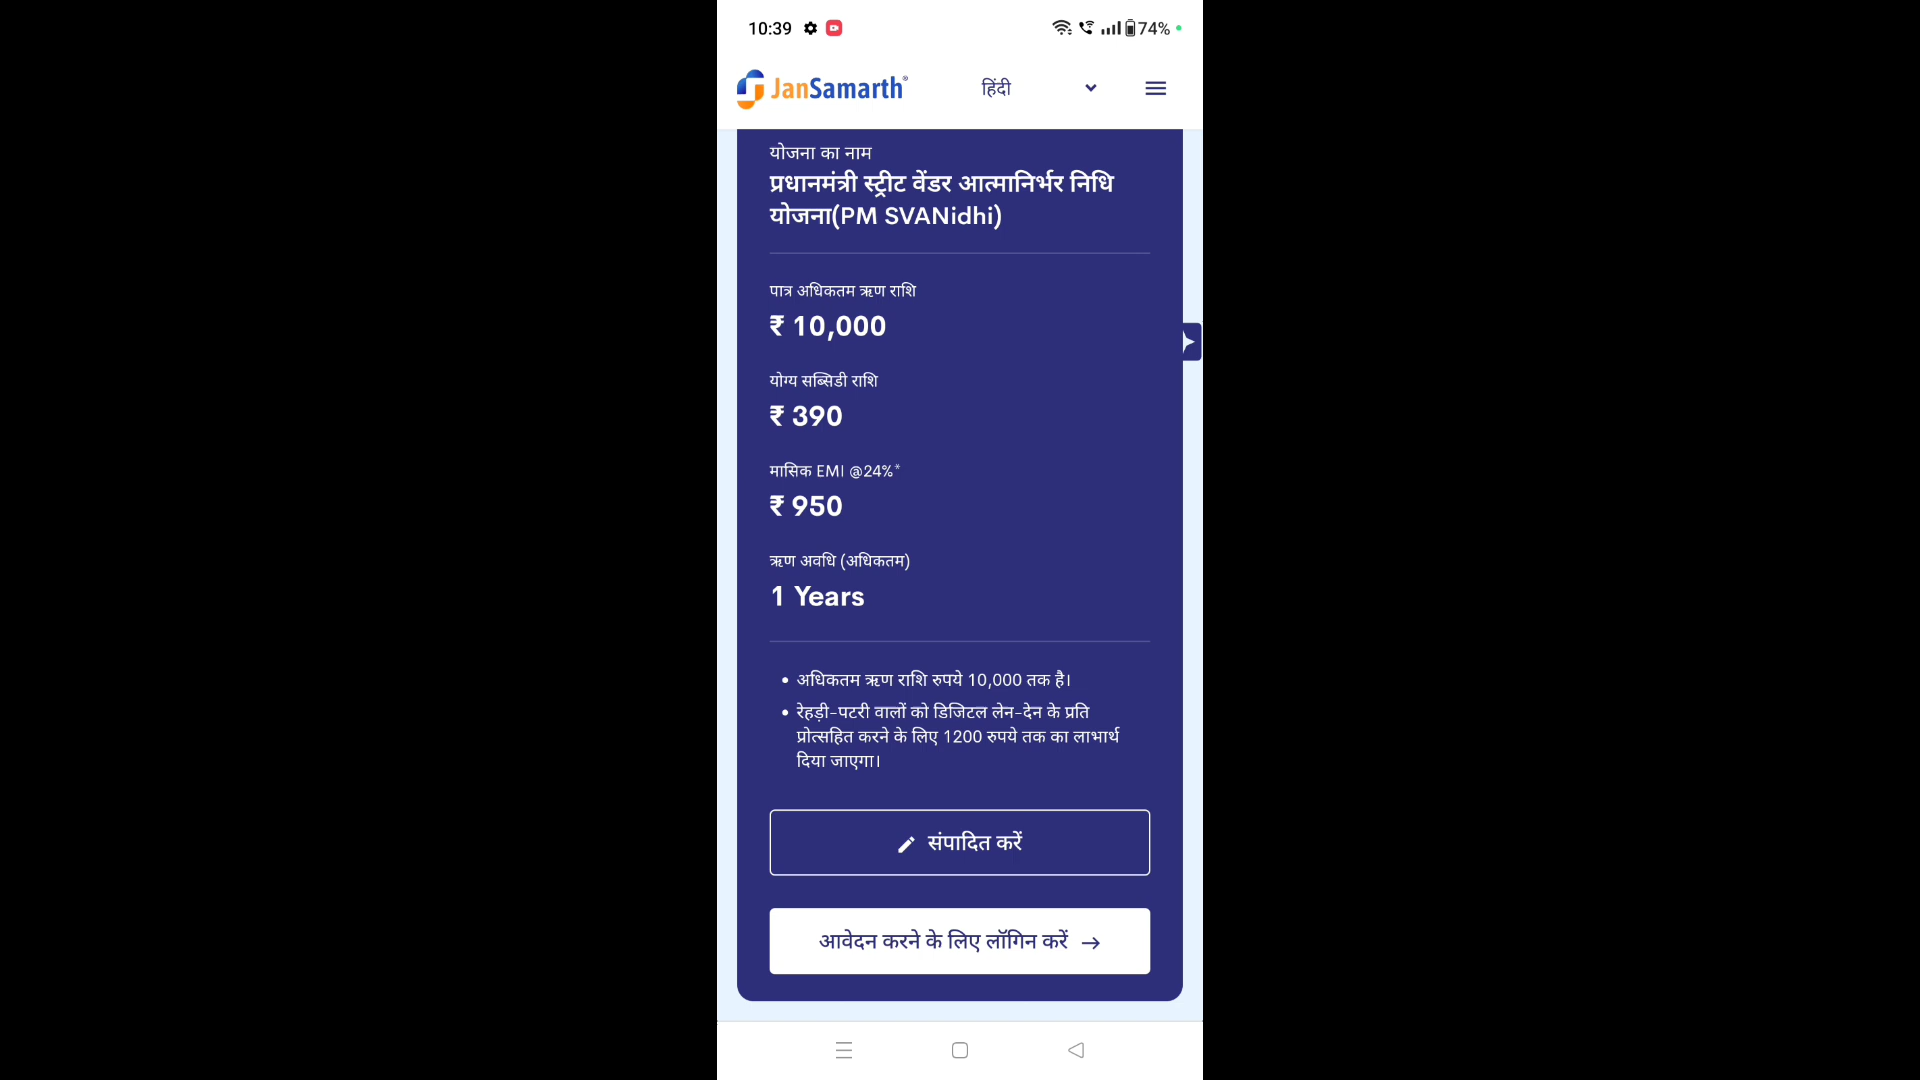 10:39 74%
JanSamarth® हिंदी
योजना का नाम
प्रधानमंत्री स्ट्रीट वेंडर आत्मानिर्भर निधि
योजना(PM SVANidhi)
पात्र अधिकतम ऋण राशि
₹ 10,000
योग्य सब्सिडी राशि
₹ 390
मासिक EMI @24%*
₹ 950
ऋण अवधि (अधिकतम)
1 Years
• अधिकतम ऋण राशि रुपये 10,000 तक है।
• रेहड़ी-पटरी वालों को डिजिटल लेन-देन के प्रति
प्रोत्सहित करने के लिए 1200 रुपये तक का लाभार्थ
दिया जाएगा।
संपादित करें
आवेदन करने के लिए लॉगिन करें →